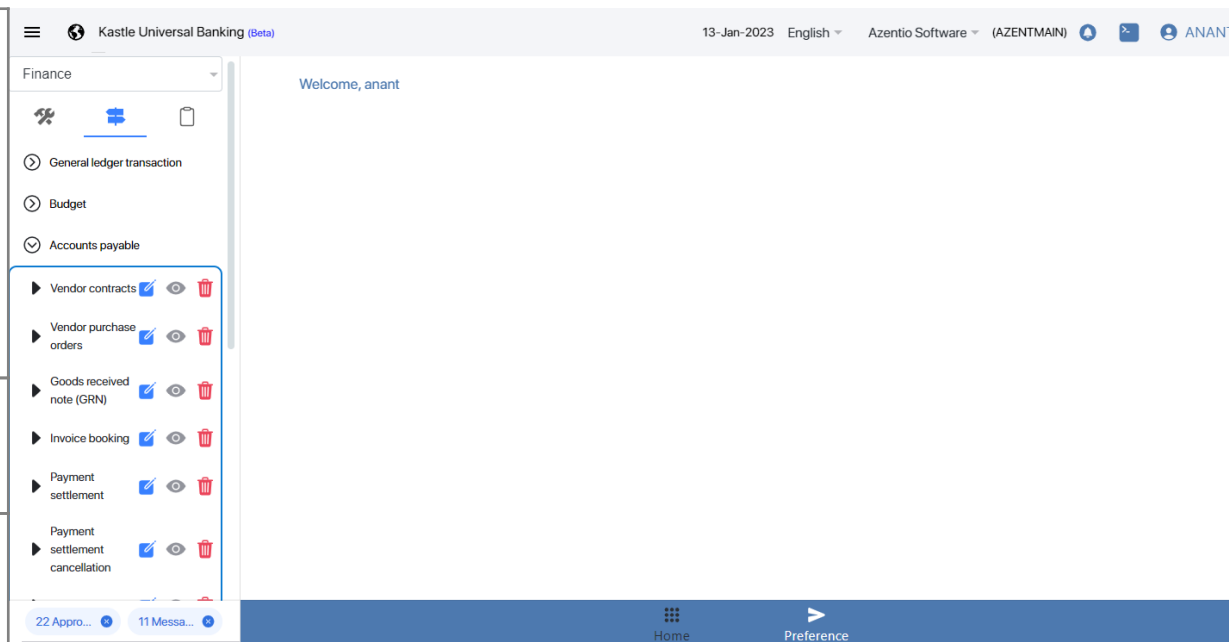 Kastle Universal Banking (Beta)
13-Jan-2023 English Azentio Software (AZENTMAIN) ANANT
Finance
Welcome, anant
General ledger transaction
Budget
Accounts payable
Vendor contracts
Vendor purchase
orders
Goods received
note (GRN)
Invoice booking
Payment
settlement
Payment
settlement
cancellation
22 Appro... 11 Messa...
Home Preference